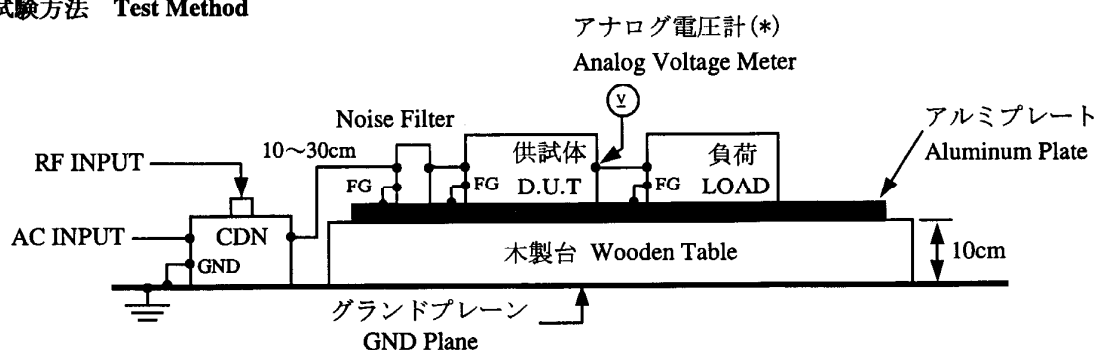 試験方法 Test Method
アナログ電圧計(*)
Analog Voltage Meter
V
Noise Filter
アルミプレート
Aluminum Plate
10～30cm
RF INPUT
供試体
D.U.T
負荷
LOAD
FG
FG
FG
AC INPUT
CDN
GND
木製台 Wooden Table
10cm
グランドプレーン
GND Plane